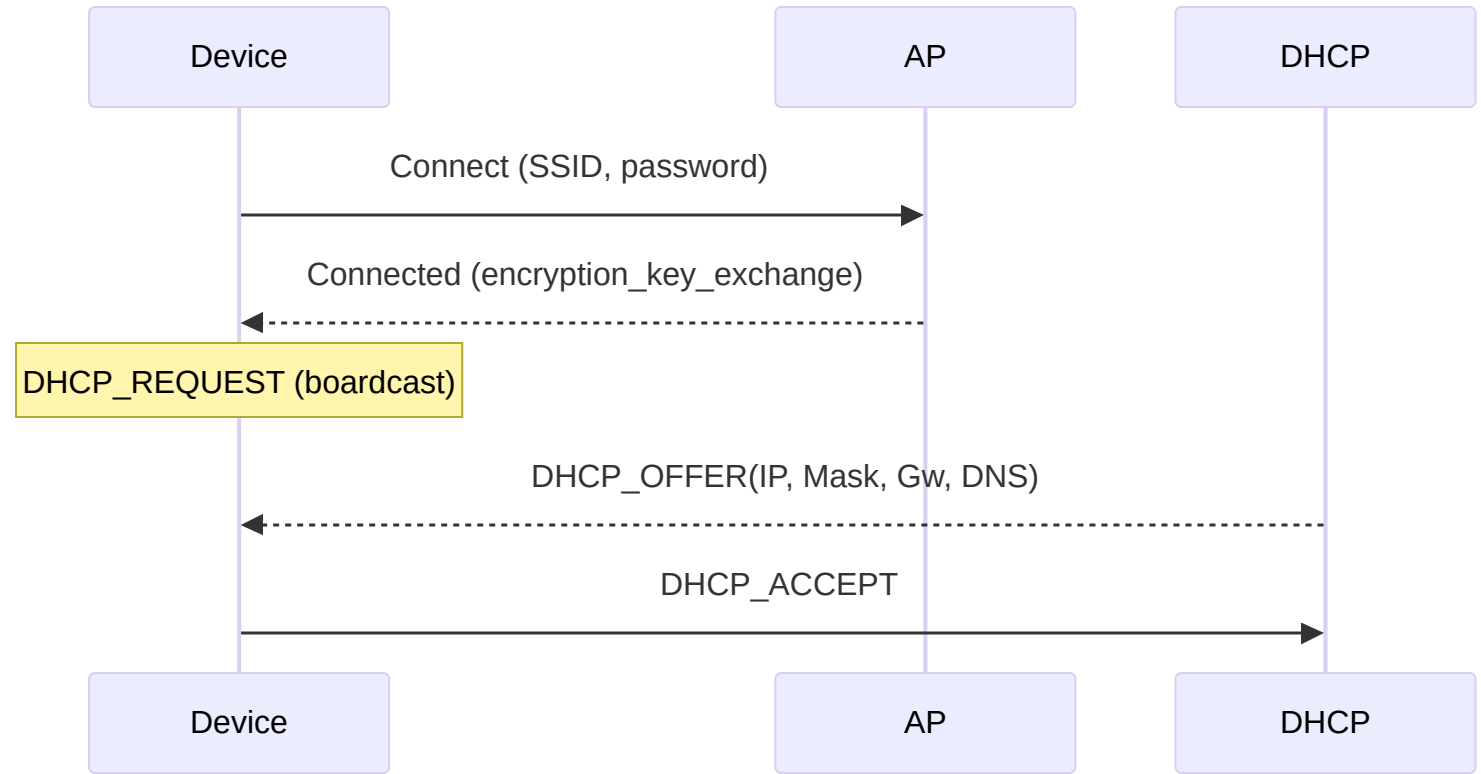 Device
AP
DHCP
Connect (SSID, password)
Connected (encryption_key_exchange)
DHCP_REQUEST (boardcast)
DHCP_OFFER(IP, Mask, Gw, DNS)
DHCP_ACCEPT
Device
AP
DHCP